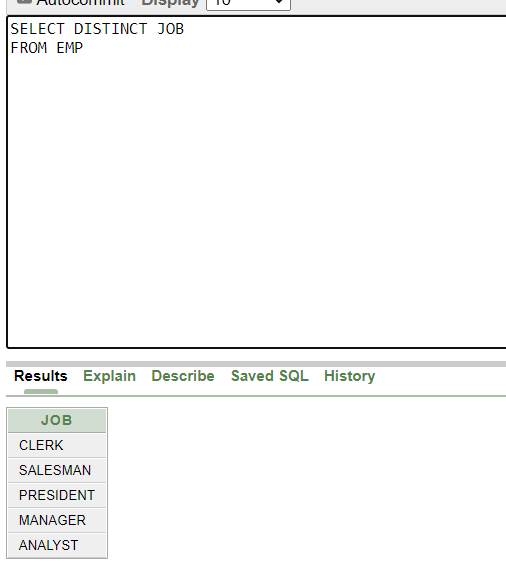 Autocommit Display 10
SELECT DISTINCT JOB
FROM EMP
Results Explain Describe Saved SQL History
JOB
CLERK
SALESMAN
PRESIDENT
MANAGER
ANALYST